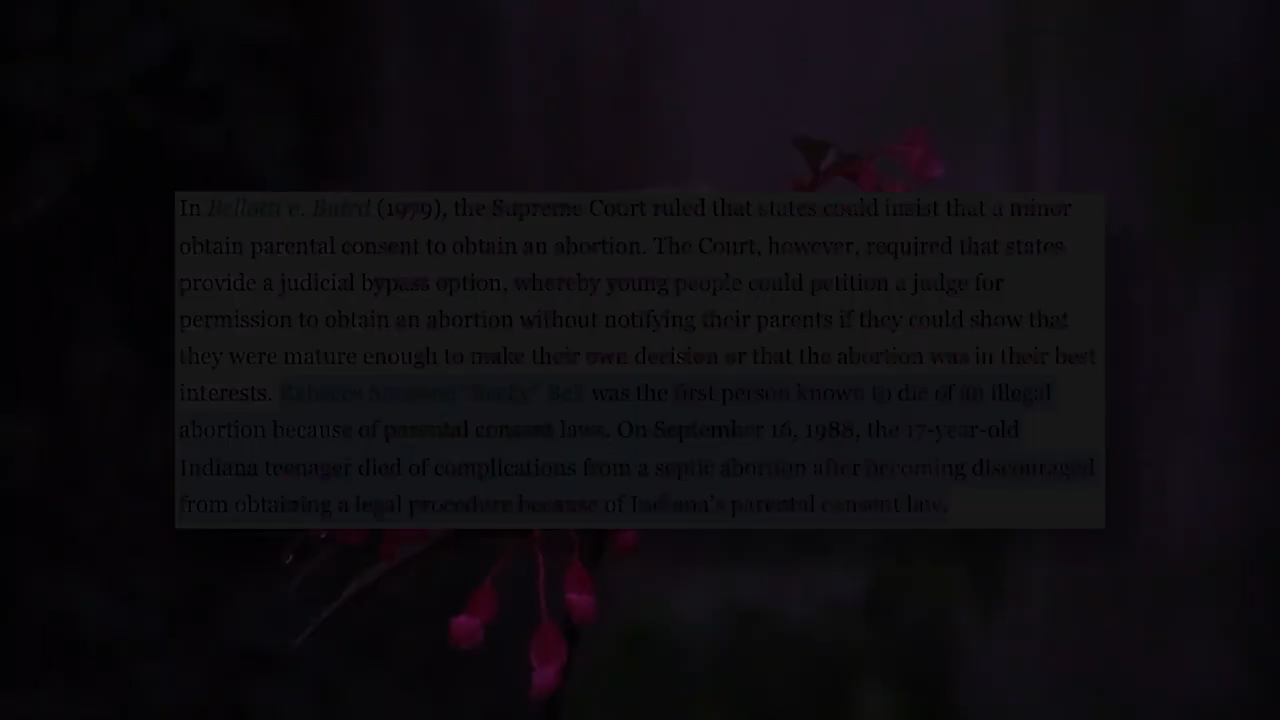 In Bellotti v. Baird (1979), the Supreme Court ruled that states could insist that a minor
obtain parental consent to obtain an abortion. The Court, however, required that states
provide a judicial bypass option, whereby young people could petition a judge for
permission to obtain an abortion without notifying their parents if they could show that
they were mature enough to make their own decision or that the abortion was in their best
interests. Rebecca Suzanne "Becky" Bell was the first person known to die of an illegal
abortion because of parental consent laws. On September 16, 1988, the 17-year-old
Indiana teenager died of complications from a septic abortion after becoming discouraged
from obtaining a legal procedure because of Indiana's parental consent law.